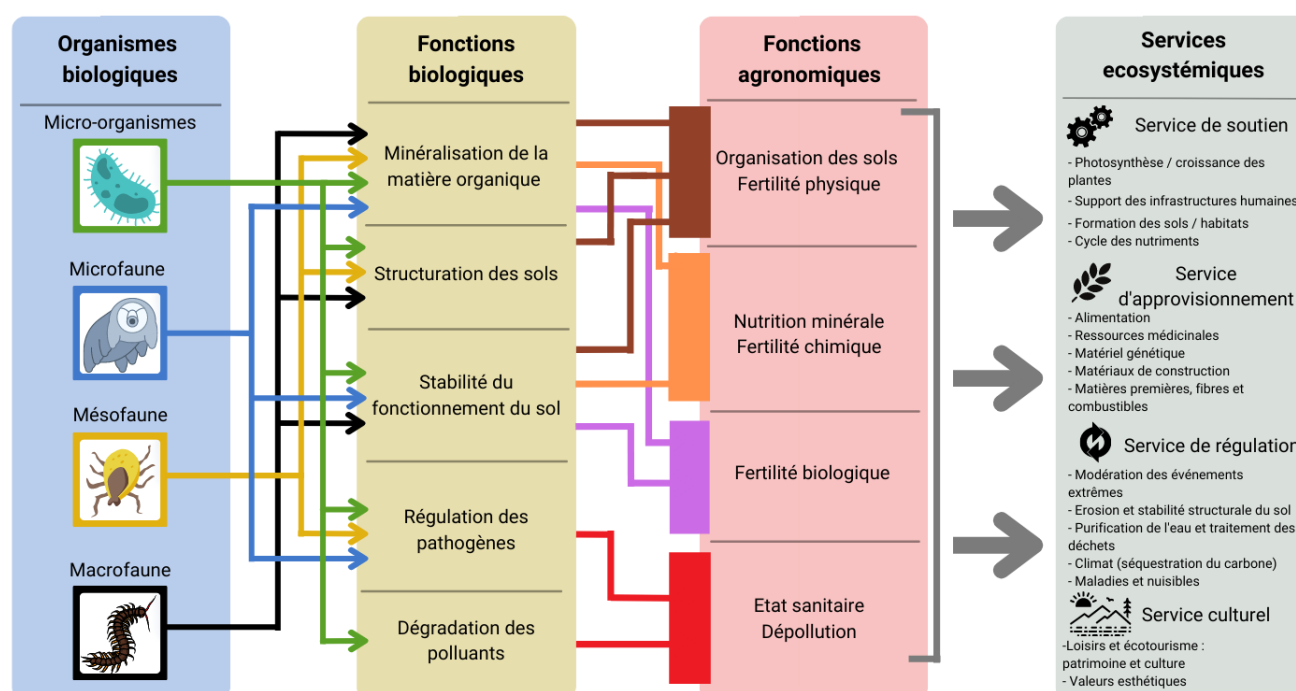 Organismes
biologiques
Micro-organismes
Microfaune
Mésofaune
Macrofaune
Fonctions
biologiques
Minéralisation de la
matière organique
Structuration des sols
Stabilité du
fonctionnement du sol
Régulation des
pathogènes
Dégradation des
polluants
Fonctions
agronomiques
Organisation des sols
Fertilité physique
Nutrition minérale
Fertilité chimique
Fertilité biologique
Etat sanitaire
Dépollution
Services
ecosystémiques
Service de soutien
- Photosynthèse / croissance des
plantes
- Support des infrastructures humaines
- Formation des sols / habitats
- Cycle des nutriments
Service
d'approvisionnement
- Alimentation
- Ressources médicinales
- Matériel génétique
- Matériaux de construction
- Matières premières, fibres et
combustibles
Service de régulation
- Modération des événements
extrêmes
- Erosion et stabilité structurale du sol
- Purification de l'eau et traitement des
déchets
- Climat (séquestration du carbone)
- Maladies et nuisibles
Service culturel
-Loisirs et écotourisme :
patrimoine et culture
- Valeurs esthétiques